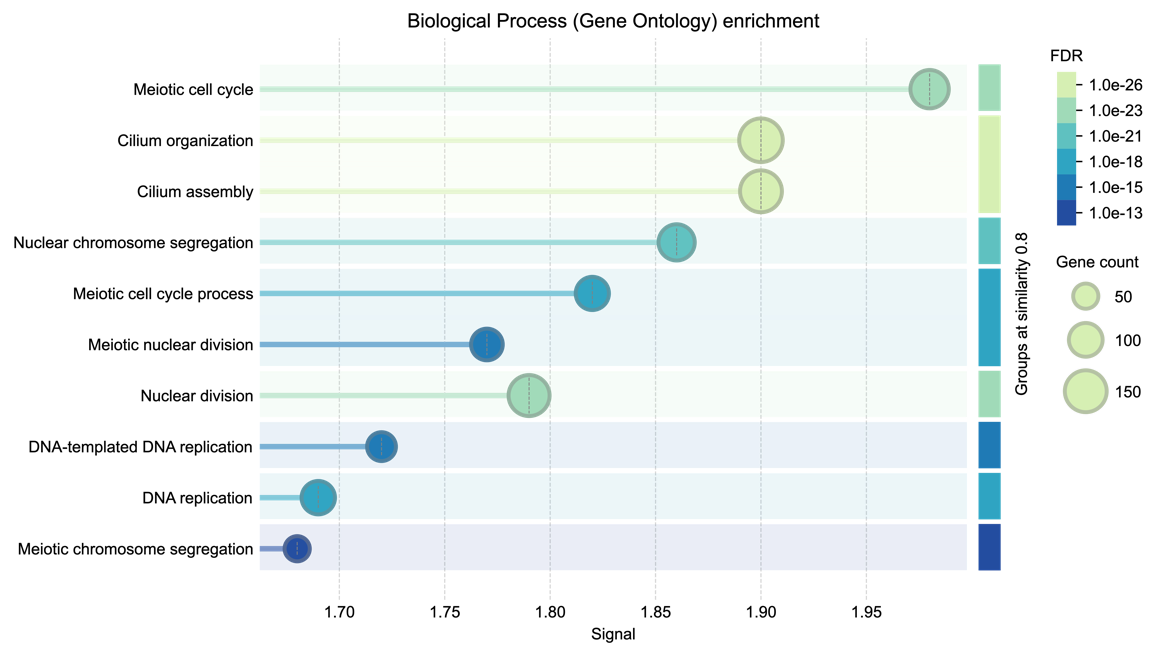 Biological Process (Gene Ontology) enrichment
Meiotic cell cycle
Cilium organization
Cilium assembly
Nuclear chromosome segregation
Meiotic cell cycle process
Meiotic nuclear division
Nuclear division
DNA-templated DNA replication
DNA replication
Meiotic chromosome segregation
1.70 1.75 1.80 1.85 1.90 1.95
Signal
Groups at similarity 0.8
FDR
1.0e-26
1.0e-23
1.0e-21
1.0e-18
1.0e-15
1.0e-13
Gene count
50
100
150